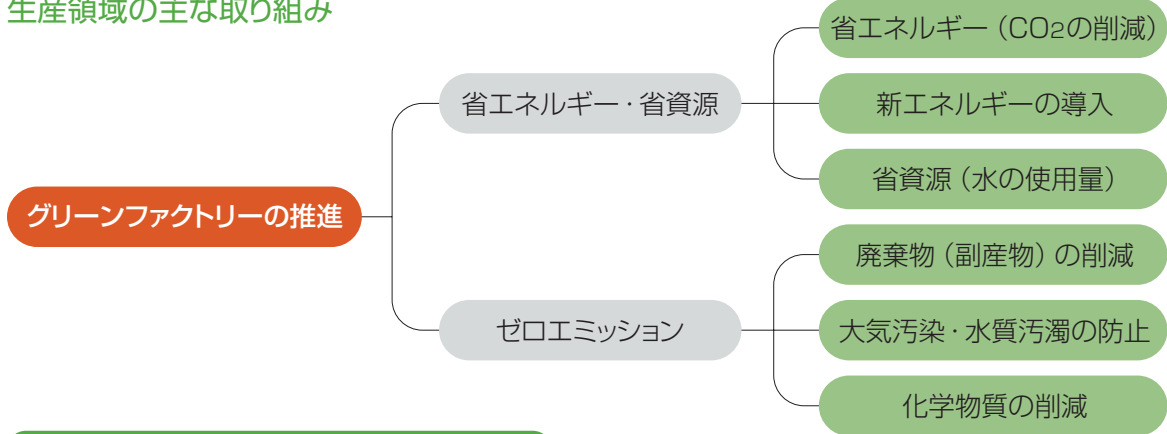 生産領域の主な取り組み
グリーンファクトリーの推進
省エネルギー・省資源
省エネルギー（CO2の削減）
新エネルギーの導入
省資源（水の使用量）
ゼロエミッション
廃棄物（副産物）の削減
大気汚染・水質汚濁の防止
化学物質の削減